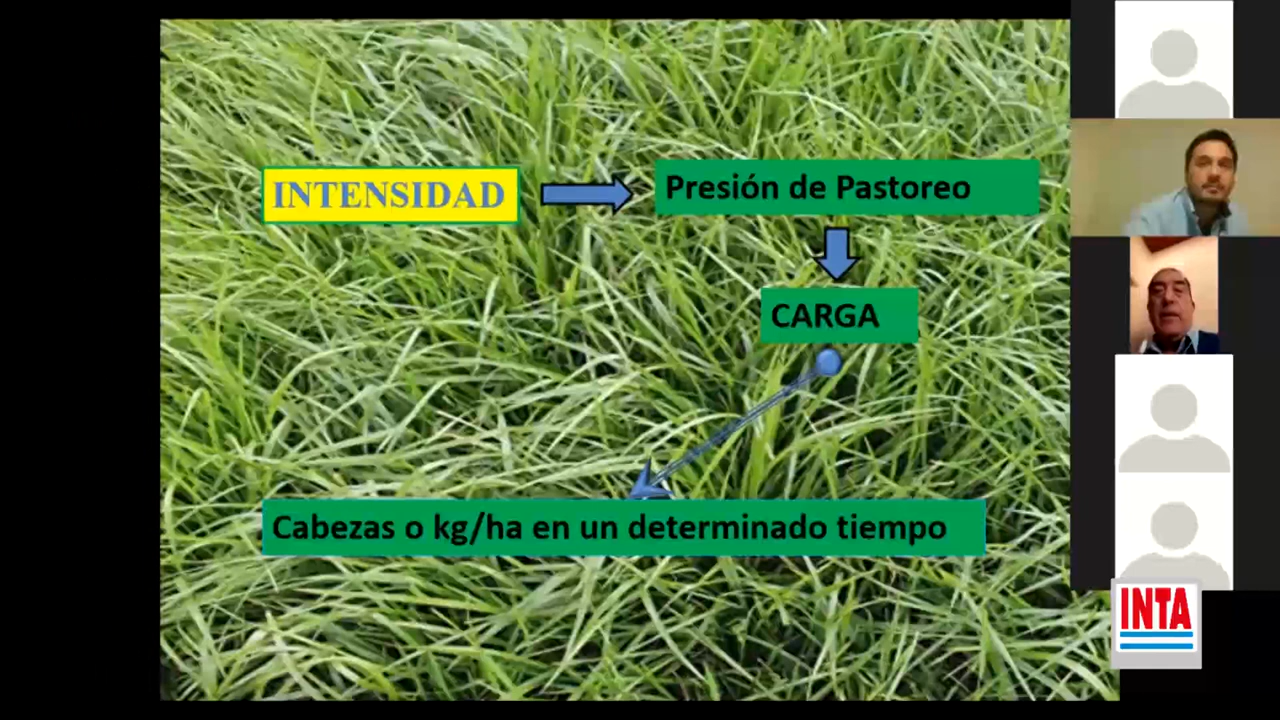 INTENSIDAD
Presión de Pastoreo
CARGA
Cabezas o kg/ha en un determinado tiempo
INTA